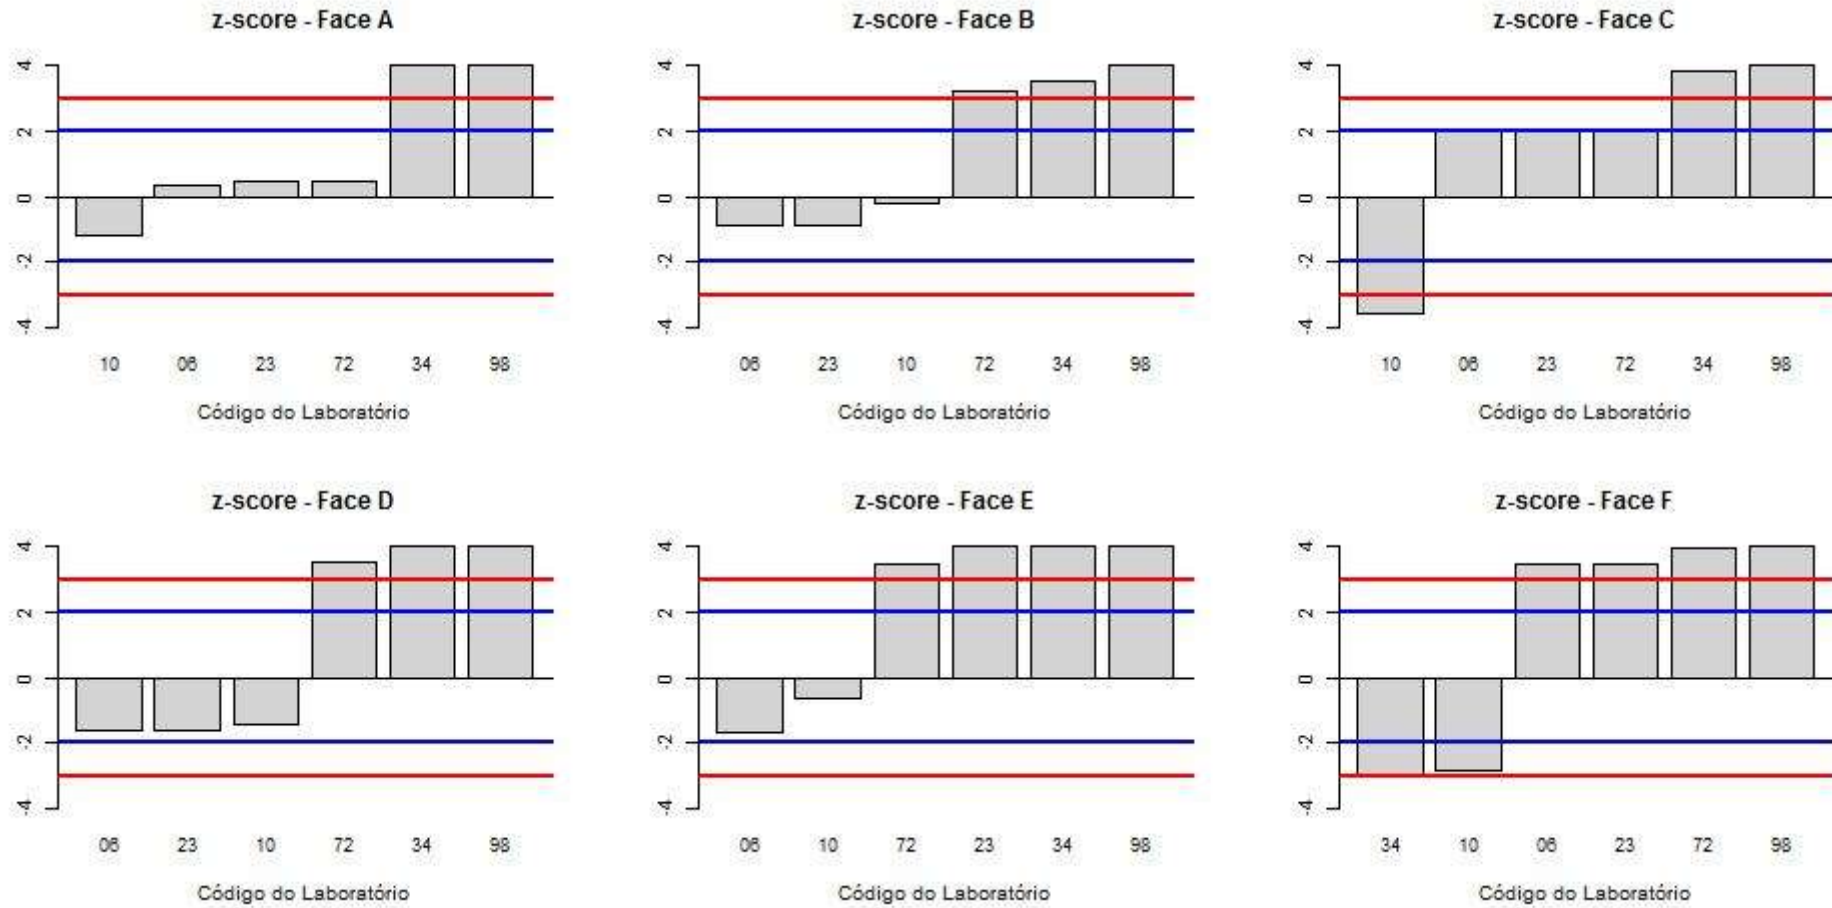 z-score - Face A
4
2
0
-2
-4
10 06 23 72 34 98
Código do Laboratório
z-score - Face B
4
2
0
-2
-4
06 23 10 72 34 98
Código do Laboratório
z-score - Face C
4
2
0
-2
-4
10 06 23 72 34 98
Código do Laboratório
z-score - Face D
4
2
0
-2
-4
06 23 10 72 34 98
Código do Laboratório
z-score - Face E
4
2
0
-2
-4
06 10 72 23 34 98
Código do Laboratório
z-score - Face F
4
2
0
-2
-4
34 10 06 23 72 98
Código do Laboratório